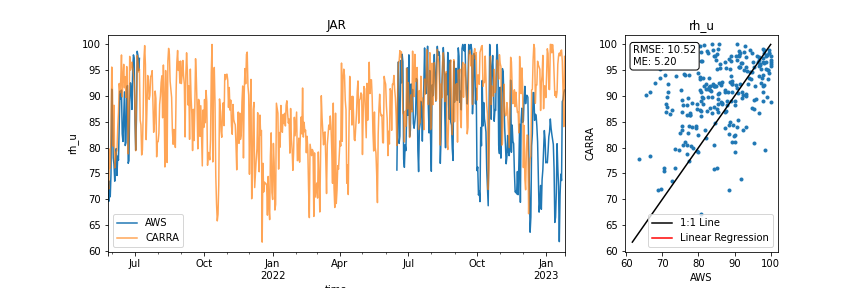 JAR
rh_u
100
95
90
85
80
75
70
65
60
rh_u
AWS
CARRA
Jul
Oct
Jan
2022
Apr
Jul
Oct
Jan
2023
time
rh_u
RMSE: 10.52
ME: 5.20
100
95
90
85
80
75
70
65
60
CARRA
1:1 Line
Linear Regression
60
70
80
90
100
AWS